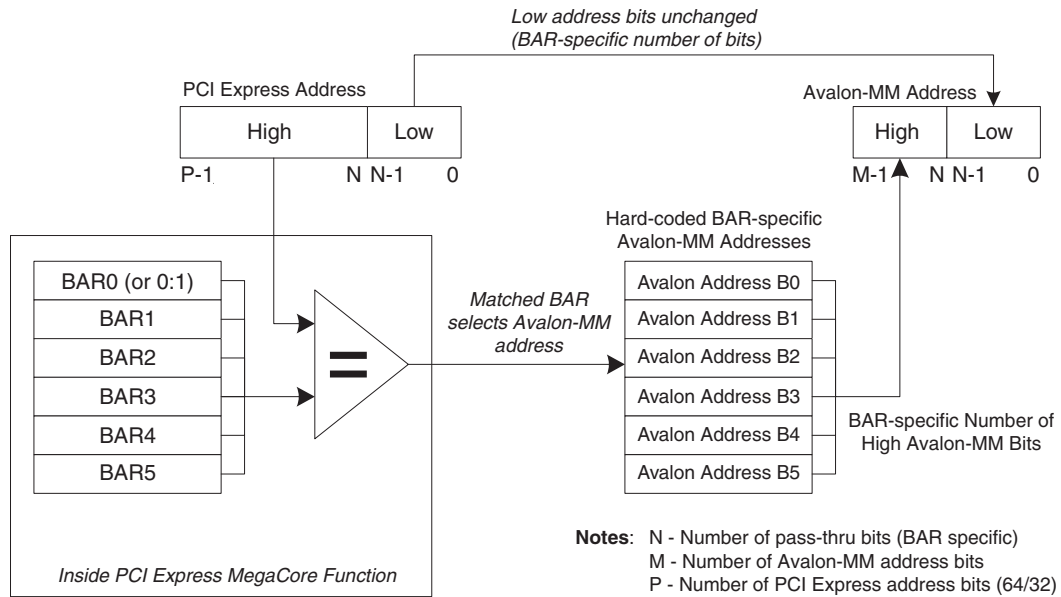 Low address bits unchanged
(BAR-specific number of bits)
PCI Express Address
Avalon-MM Address
High
Low
High
Low
P-1
N
N-1
0
M-1
N
N-1
0
Hard-coded BAR-specific
Avalon-MM Addresses
BAR0 (or 0:1)
BAR1
BAR2
BAR3
BAR4
BAR5
=
Matched BAR
selects Avalon-MM
address
Avalon Address B0
Avalon Address B1
Avalon Address B2
Avalon Address B3
Avalon Address B4
Avalon Address B5
BAR-specific Number of
High Avalon-MM Bits
Inside PCI Express MegaCore Function
Notes: N - Number of pass-thru bits (BAR specific)
M - Number of Avalon-MM address bits
P - Number of PCI Express address bits (64/32)